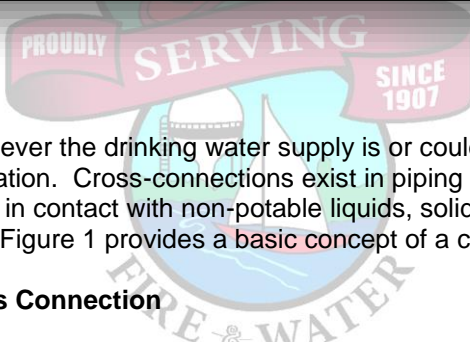 PROUDLY
SERVING
SINCE
1907
ever the drinking water supply is or could
ation. Cross-connections exist in piping
in contact with non-potable liquids, solid
Figure 1 provides a basic concept of a c
s Connection
FIRE & WATER